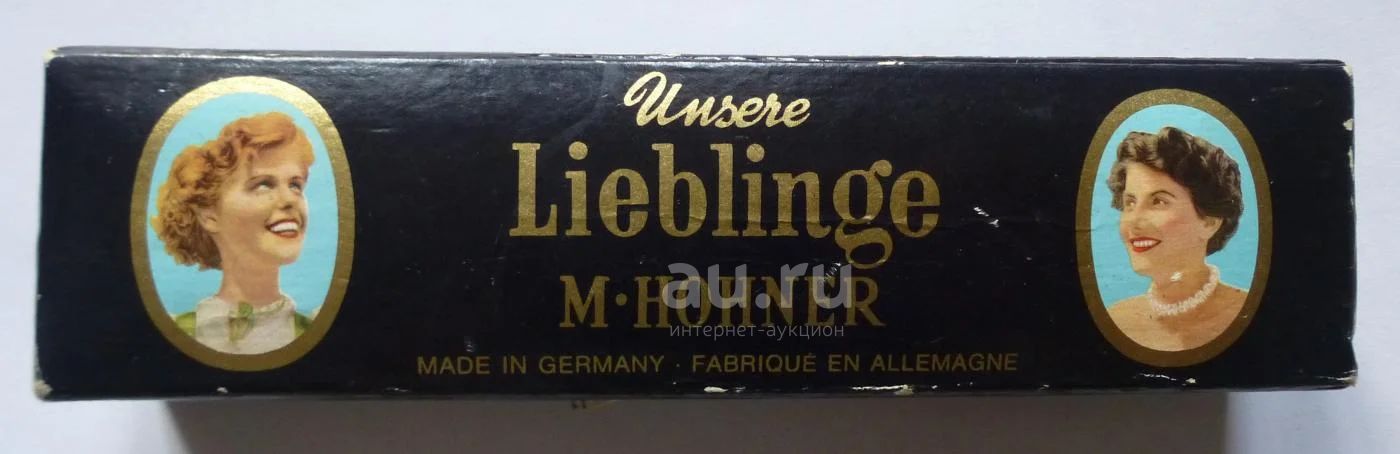 Unsere
Lieblinge
M·HOHNER
au.ru
интернет-аукцион
MADE IN GERMANY · FABRIQUÉ EN ALLEMAGNE